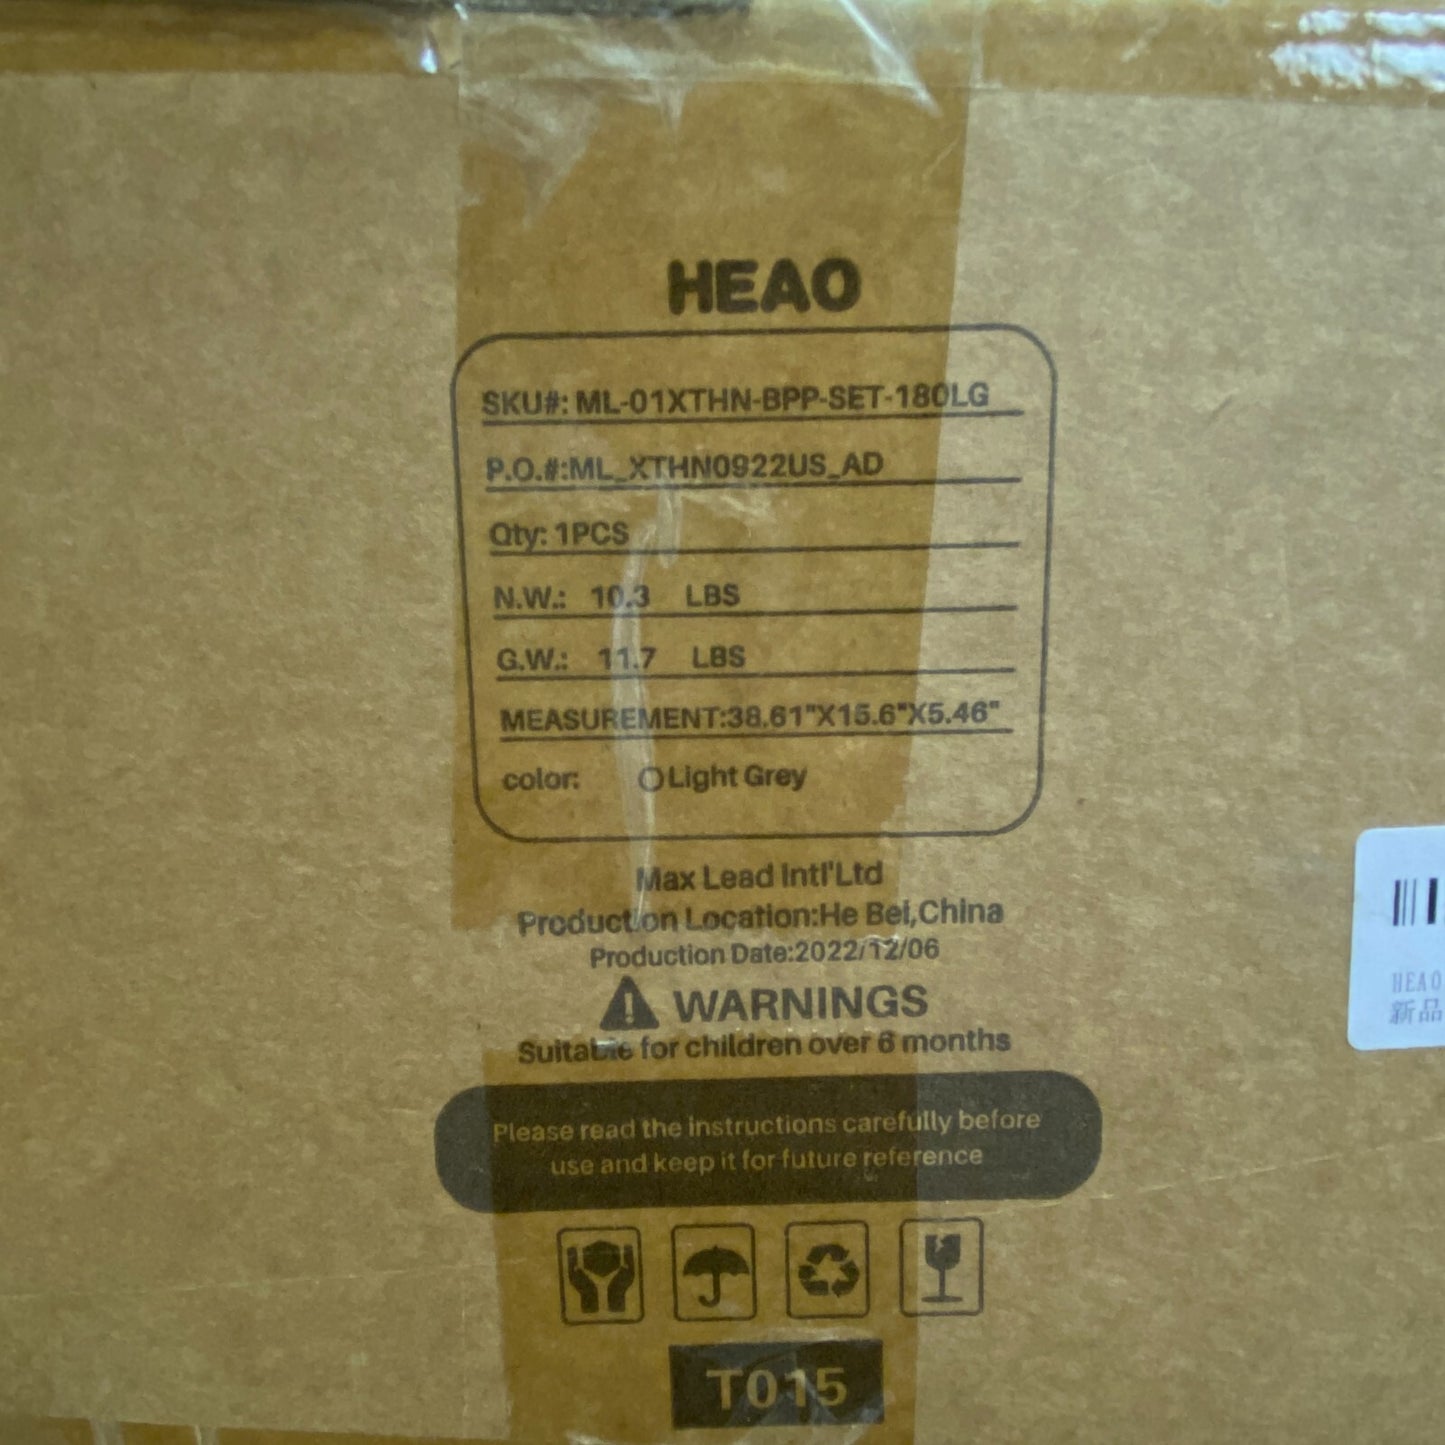 HEAO
SKU#: ML-01XTHN-BPP-SET-180LG
P.O.#:ML_XTHN0922US_AD
Qty: 1PCS
N.W.: 10.3 LBS
G.W.: 11.7 LBS
MEASUREMENT:38.61"X15.6"X5.46"
color: Light Grey
Max Lead Intl'Ltd
Production Location:He Bei,China
Production Date:2022/12/06
WARNINGS
Suitable for children over 6 months
Please read the instructions carefully before
use and keep it for future reference
T015
HEAO
新品